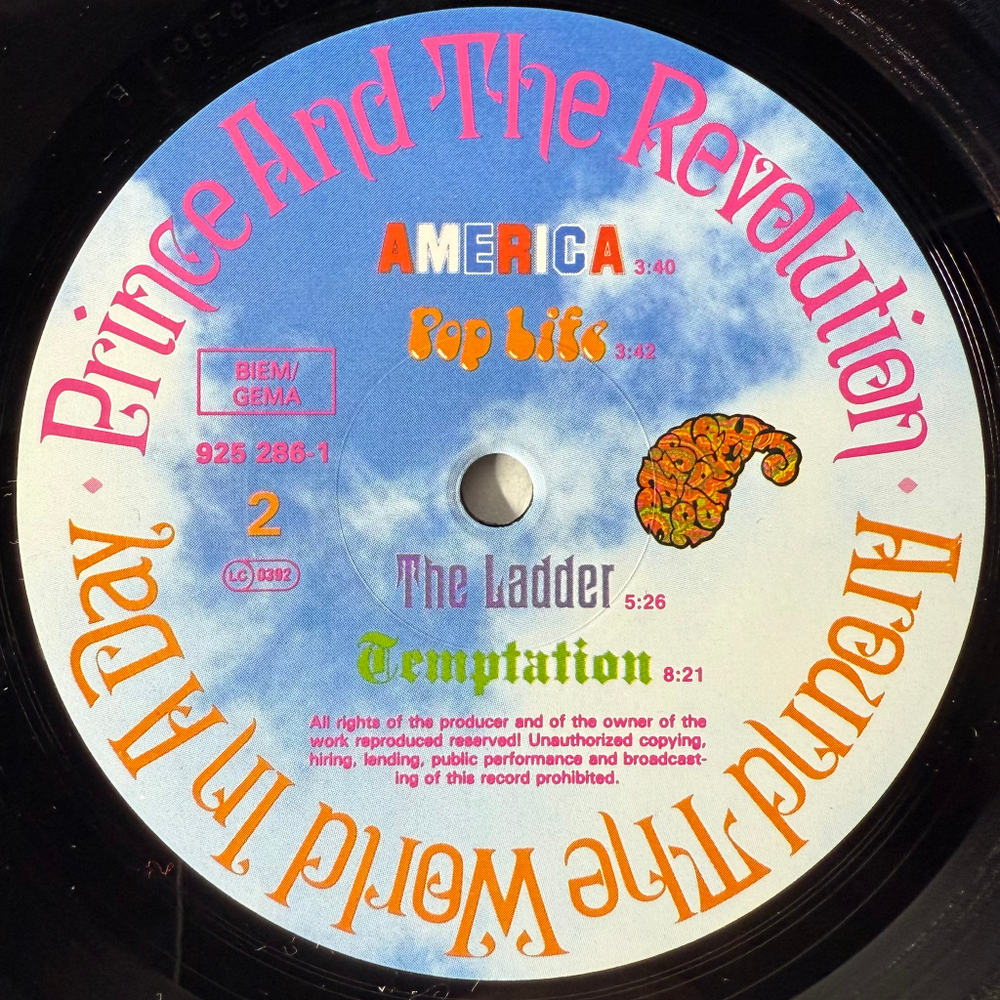 Prince And The Revolution
AMERICA 3:40
Pop Life 3:42
BIEM/
GEMA
925 286-1
2
LC 0392
The Ladder 5:26
Temptation 8:21
All rights of the producer and of the owner of the
work reproduced reserved! Unauthorized copying,
hiring, lending, public performance and broadcast-
ing of this record prohibited.
Around The World In A Day